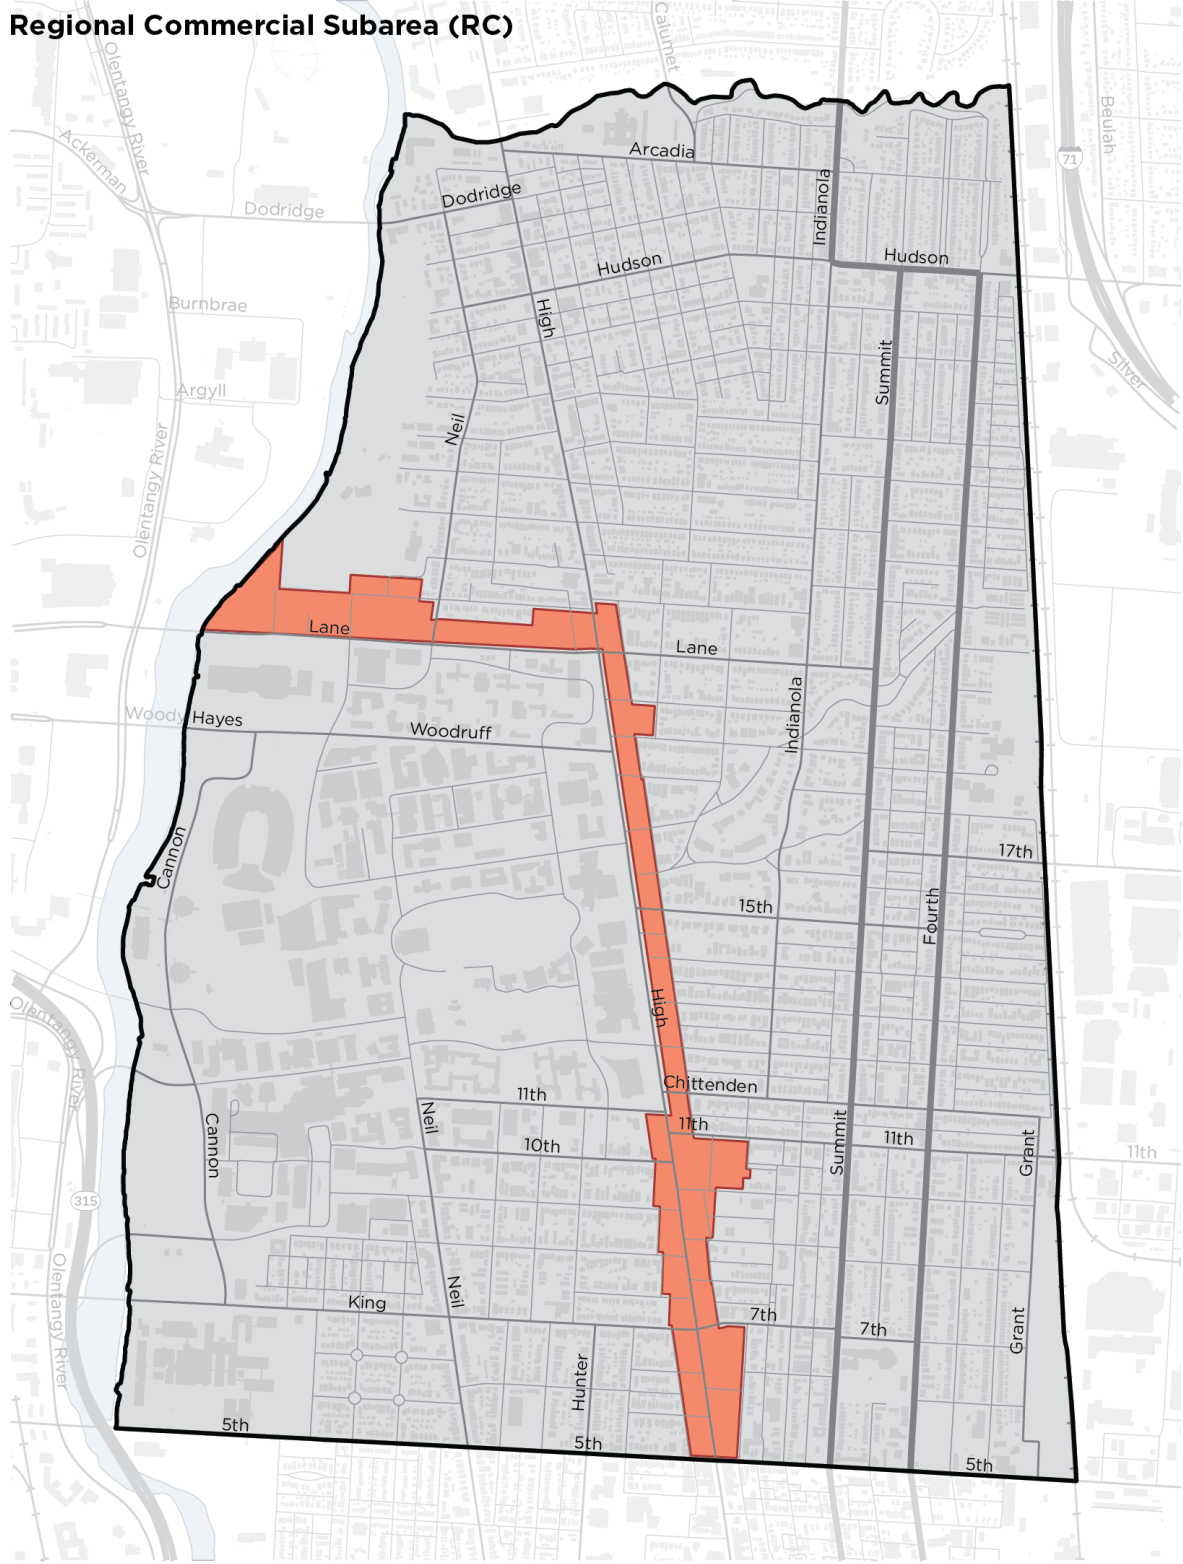 Regional Commercial Subarea (RC)
Calumet
Olentangy River
Beulah
Ackerman
Arcadia
71
Dodridge
Dodridge
Indianola
Hudson
Hudson
Burnbrae
High
Summit
Silver
Argyll
Neil
Olentangy River
Lane
Lane
Indianola
Woody Hayes
Woodruff
Cannon
17th
Fourth
15th
High
Olentangy River
Chittenden
11th
Neil
11th
Summit
11th
Grant
11th
10th
Cannon
315
Olentangy River
Neil
King
7th
7th
Grant
Hunter
5th
5th
5th